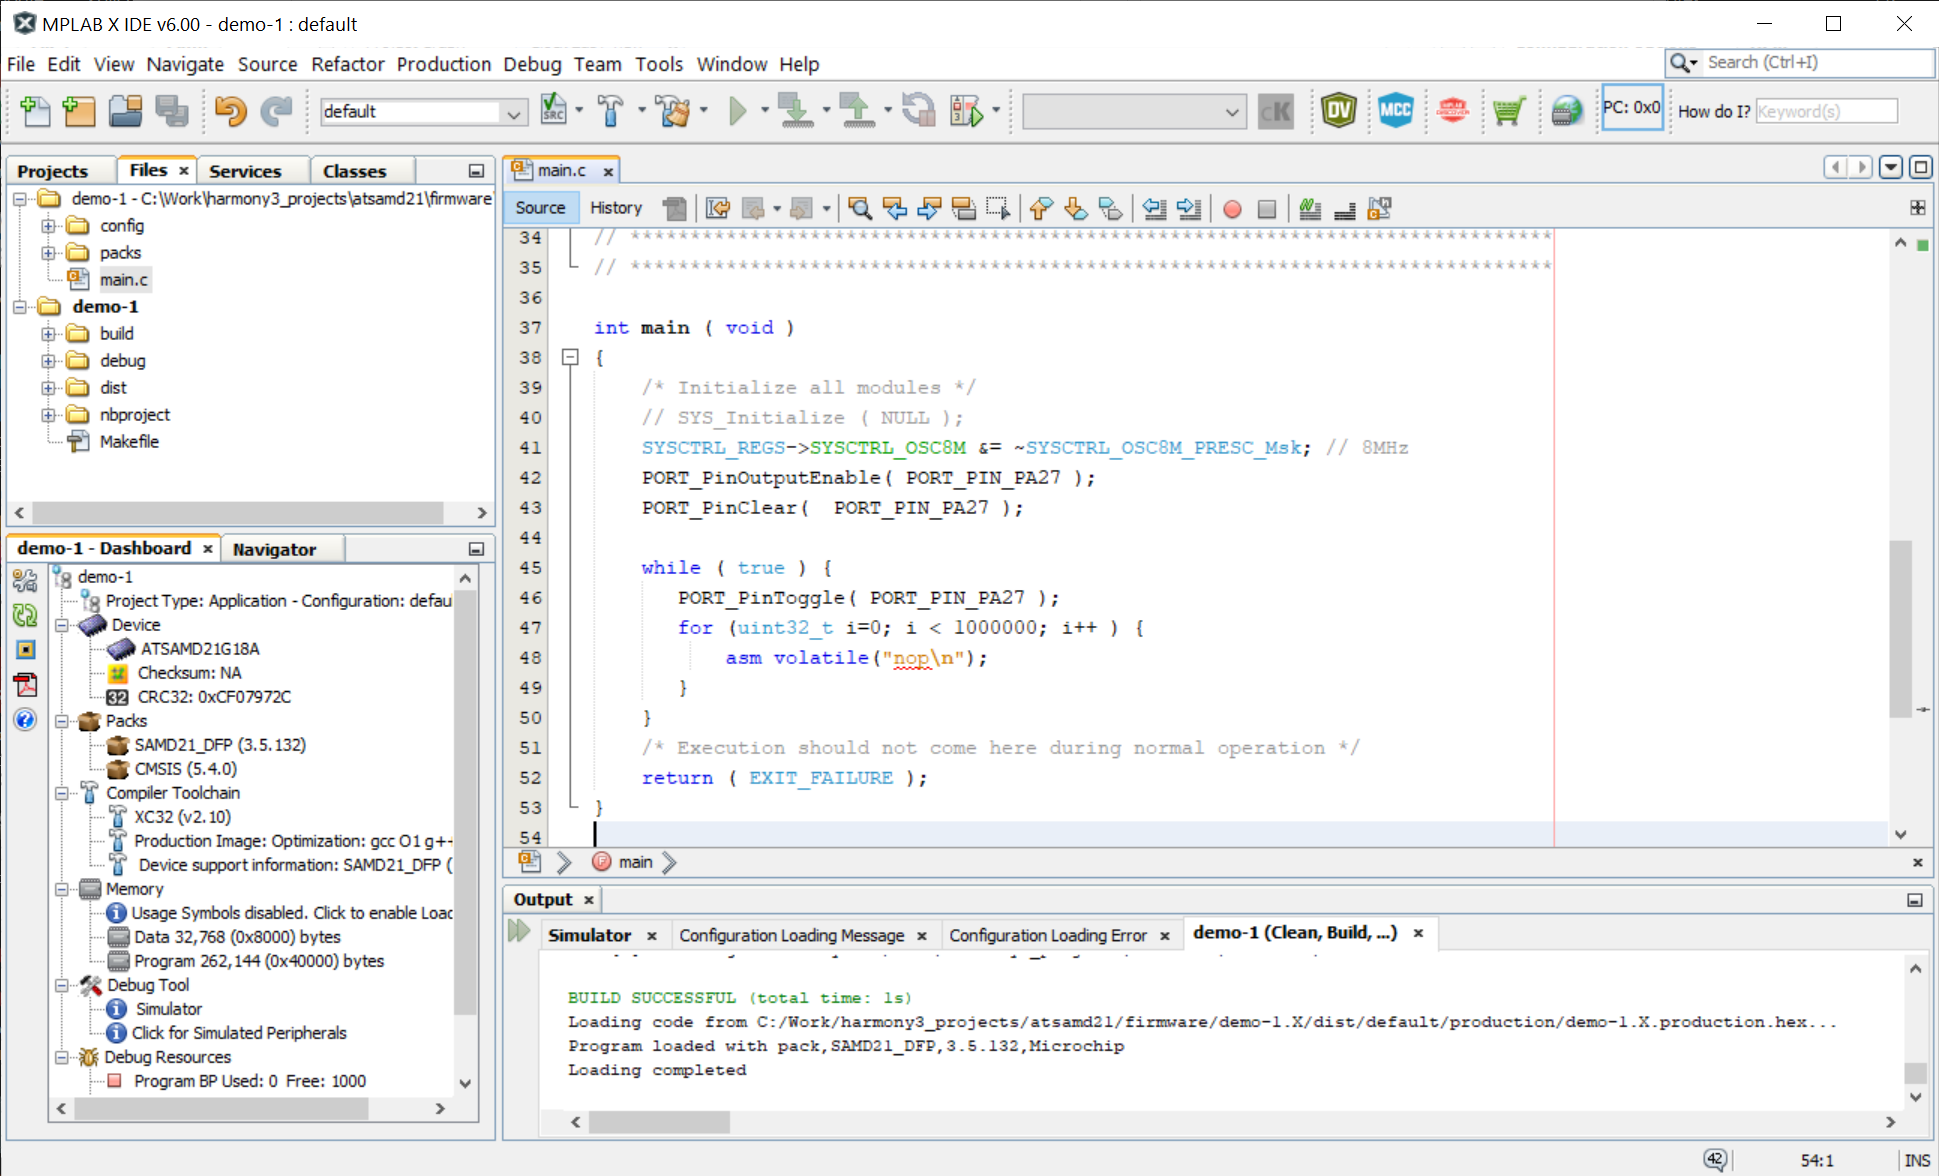 MPLAB X IDE v6.00 - demo-1 : default
File Edit View Navigate Source Refactor Production Debug Team Tools Window Help
Search (Ctrl+I)
default
SRC
cK
DV
MCC
PC: 0x0
How do I?
Keyword(s)
Projects
Files
Services
Classes
demo-1 - C:\Work\harmony3_projects\atsamd21\firmware
config
packs
main.c
demo-1
build
debug
dist
nbproject
Makefile
demo-1 - Dashboard
Navigator
demo-1
Project Type: Application - Configuration: defau
Device
ATSAMD21G18A
Checksum: NA
32 CRC32: 0xCF07972C
Packs
SAMD21_DFP (3.5.132)
CMSIS (5.4.0)
Compiler Toolchain
XC32 (v2.10)
Production Image: Optimization: gcc O1 g++
Device support information: SAMD21_DFP (
Memory
Usage Symbols disabled. Click to enable Load
Data 32,768 (0x8000) bytes
Program 262,144 (0x40000) bytes
Debug Tool
Simulator
Click for Simulated Peripherals
Debug Resources
Program BP Used: 0 Free: 1000
main.c
Source
History
34 // *****************************************************************************
35 // *****************************************************************************
36
37 int main ( void )
38 {
39 /* Initialize all modules */
40 // SYS_Initialize ( NULL );
41 SYSCTRL_REGS->SYSCTRL_OSC8M &= ~SYSCTRL_OSC8M_PRESC_Msk; // 8MHz
42 PORT_PinOutputEnable( PORT_PIN_PA27 );
43 PORT_PinClear(  PORT_PIN_PA27 );
44
45 while ( true ) {
46 PORT_PinToggle( PORT_PIN_PA27 );
47 for (uint32_t i=0; i < 1000000; i++ ) {
48 asm volatile("nop\n");
49 }
50 }
51 /* Execution should not come here during normal operation */
52 return ( EXIT_FAILURE );
53 }
54
main
Output
Simulator
Configuration Loading Message
Configuration Loading Error
demo-1 (Clean, Build, ...)
BUILD SUCCESSFUL (total time: 1s)
Loading code from C:/Work/harmony3_projects/atsamd21/firmware/demo-1.X/dist/default/production/demo-1.X.production.hex...
Program loaded with pack,SAMD21_DFP,3.5.132,Microchip
Loading completed
42
54:1
INS